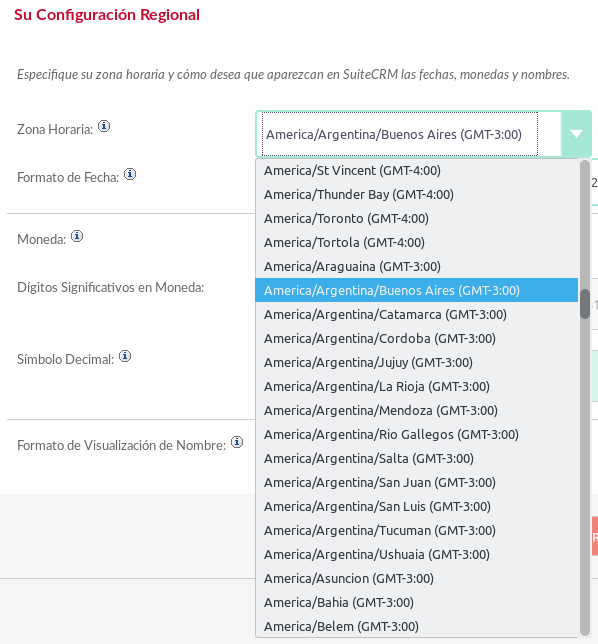 Su Configuración Regional
Especifique su zona horaria y cómo desea que aparezcan en SuiteCRM las fechas, monedas y nombres.
Zona Horaria:
America/Argentina/Buenos Aires (GMT-3:00)
America/St Vincent (GMT-4:00)
Formato de Fecha:
America/Thunder Bay (GMT-4:00)
America/Toronto (GMT-4:00)
Moneda:
America/Tortola (GMT-4:00)
America/Araguaina (GMT-3:00)
Dígitos Significativos en Moneda:
America/Argentina/Buenos Aires (GMT-3:00)
America/Argentina/Catamarca (GMT-3:00)
America/Argentina/Cordoba (GMT-3:00)
Símbolo Decimal:
America/Argentina/Jujuy (GMT-3:00)
America/Argentina/La Rioja (GMT-3:00)
America/Argentina/Mendoza (GMT-3:00)
America/Argentina/Rio Gallegos (GMT-3:00)
Formato de Visualización de Nombre:
America/Argentina/Salta (GMT-3:00)
America/Argentina/San Juan (GMT-3:00)
America/Argentina/San Luis (GMT-3:00)
America/Argentina/Tucuman (GMT-3:00)
America/Argentina/Ushuaia (GMT-3:00)
America/Asuncion (GMT-3:00)
America/Bahia (GMT-3:00)
America/Belem (GMT-3:00)